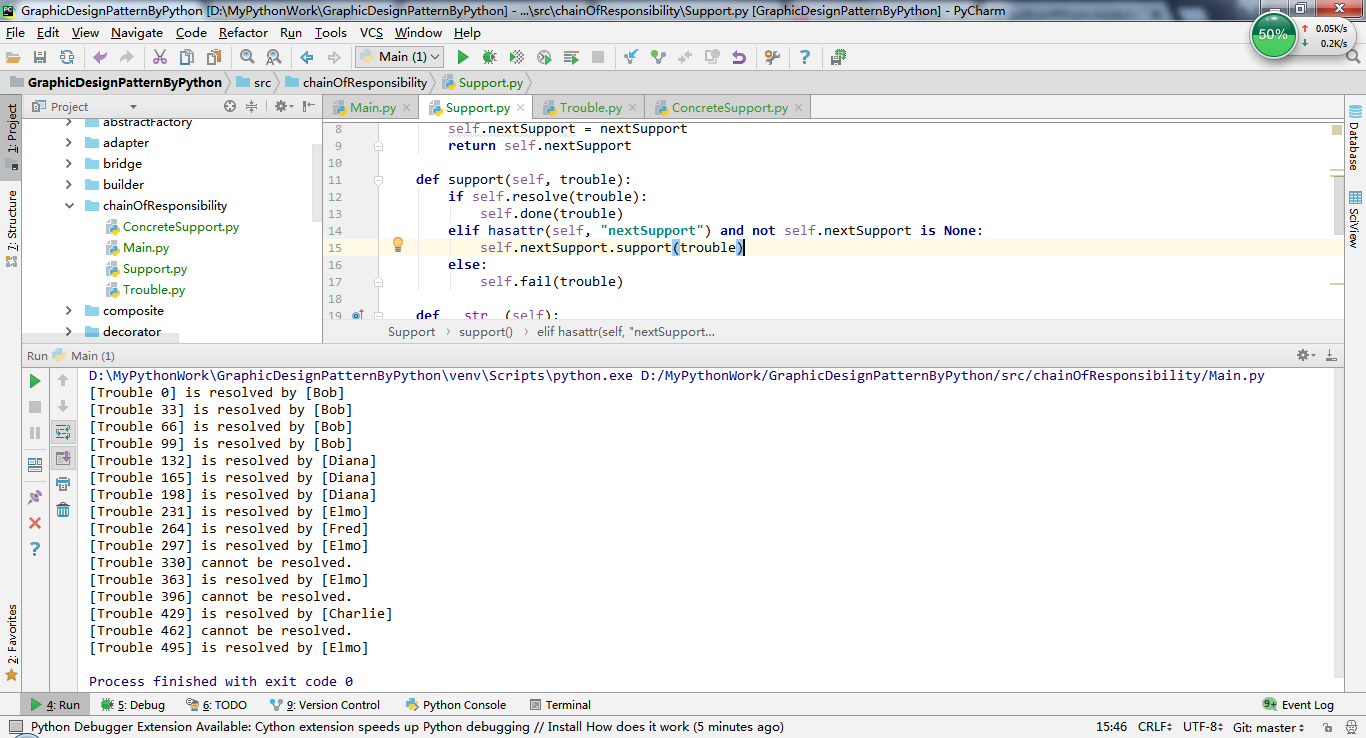 GraphicDesignPatternByPython [D:\MyPythonWork\GraphicDesignPatternByPython] - ...\src\chainOfResponsibility\Support.py [GraphicDesignPatternByPython] - PyCharm
File Edit View Navigate Code Refactor Run Tools VCS Window Help
50%
0.05K/s
0.2K/s
Main (1)
GraphicDesignPatternByPython src chainOfResponsibility Support.py
1: Project
7: Structure
2: Favorites
Project
abstractFactory
adapter
bridge
builder
chainOfResponsibility
ConcreteSupport.py
Main.py
Support.py
Trouble.py
composite
decorator
Main.py Support.py Trouble.py ConcreteSupport.py
8 self.nextSupport = nextSupport
9 return self.nextSupport
10
11 def support(self, trouble):
12 if self.resolve(trouble):
13 self.done(trouble)
14 elif hasattr(self, "nextSupport") and not self.nextSupport is None:
15 self.nextSupport.support(trouble)
16 else:
17 self.fail(trouble)
18
19 def __str__(self):
Support support() elif hasattr(self, "nextSupport...
Database
SciView
Run Main (1)
D:\MyPythonWork\GraphicDesignPatternByPython\venv\Scripts\python.exe D:/MyPythonWork/GraphicDesignPatternByPython/src/chainOfResponsibility/Main.py
[Trouble 0] is resolved by [Bob]
[Trouble 33] is resolved by [Bob]
[Trouble 66] is resolved by [Bob]
[Trouble 99] is resolved by [Bob]
[Trouble 132] is resolved by [Diana]
[Trouble 165] is resolved by [Diana]
[Trouble 198] is resolved by [Diana]
[Trouble 231] is resolved by [Elmo]
[Trouble 264] is resolved by [Fred]
[Trouble 297] is resolved by [Elmo]
[Trouble 330] cannot be resolved.
[Trouble 363] is resolved by [Elmo]
[Trouble 396] cannot be resolved.
[Trouble 429] is resolved by [Charlie]
[Trouble 462] cannot be resolved.
[Trouble 495] is resolved by [Elmo]
Process finished with exit code 0
4: Run 5: Debug 6: TODO 9: Version Control Python Console Terminal 9+ Event Log
Python Debugger Extension Available: Cython extension speeds up Python debugging // Install How does it work (5 minutes ago) 15:46 CRLF UTF-8 Git: master